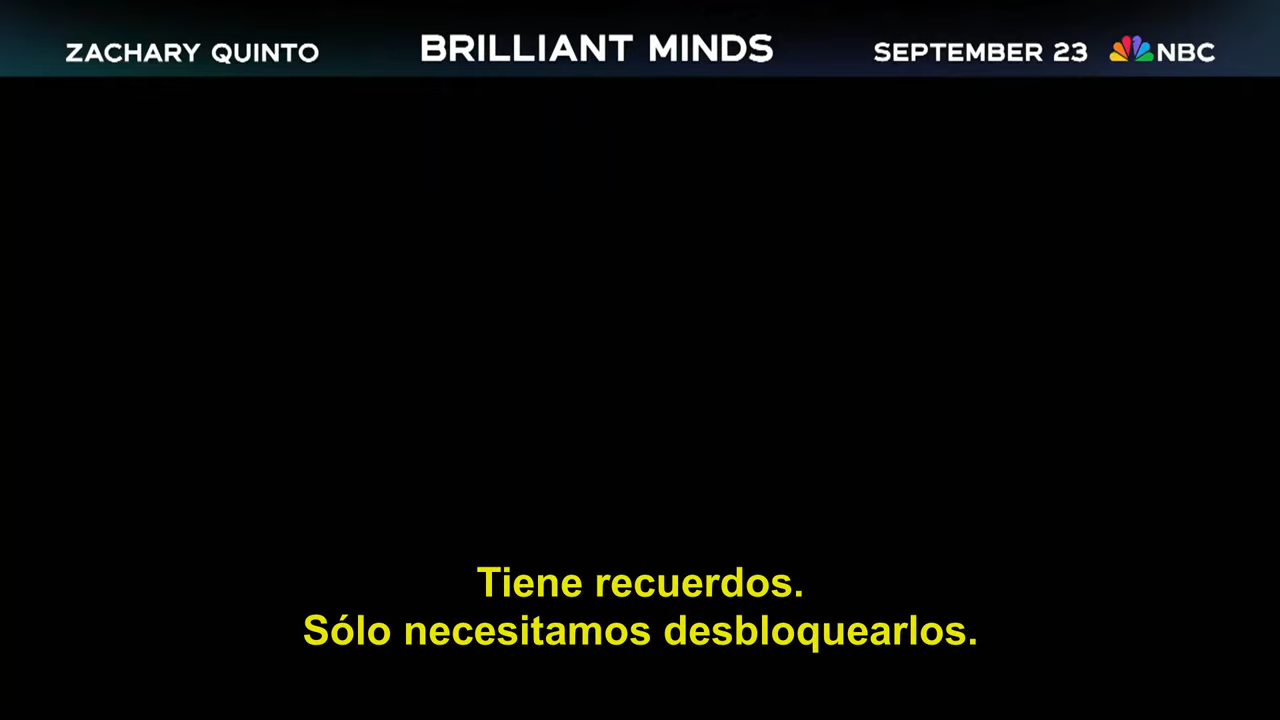 ZACHARY QUINTO BRILLIANT MINDS SEPTEMBER 23 NBC
Tiene recuerdos.
Sólo necesitamos desbloquearlos.